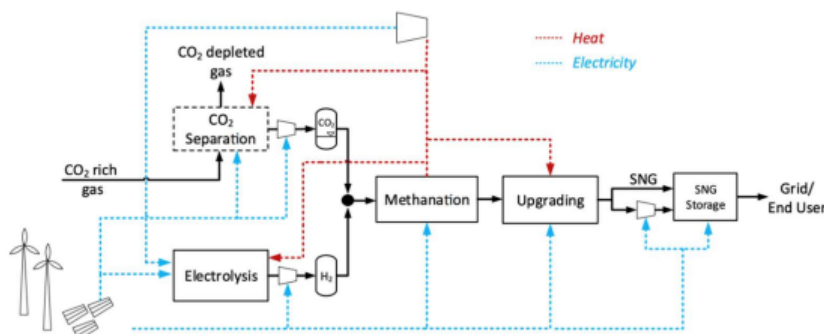 CO₂ depleted
gas
Heat
Electricity
CO₂
Separation
CO₂
CO₂ rich
gas
Methanation
Upgrading
SNG
SNG
Storage
Grid/
End User
Electrolysis
H₂